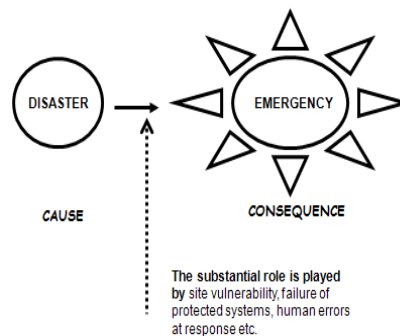 DISASTER
EMERGENCY
CAUSE
CONSEQUENCE
The substantial role is played
by site vulnerability, failure of
protected systems, human errors
at response etc.